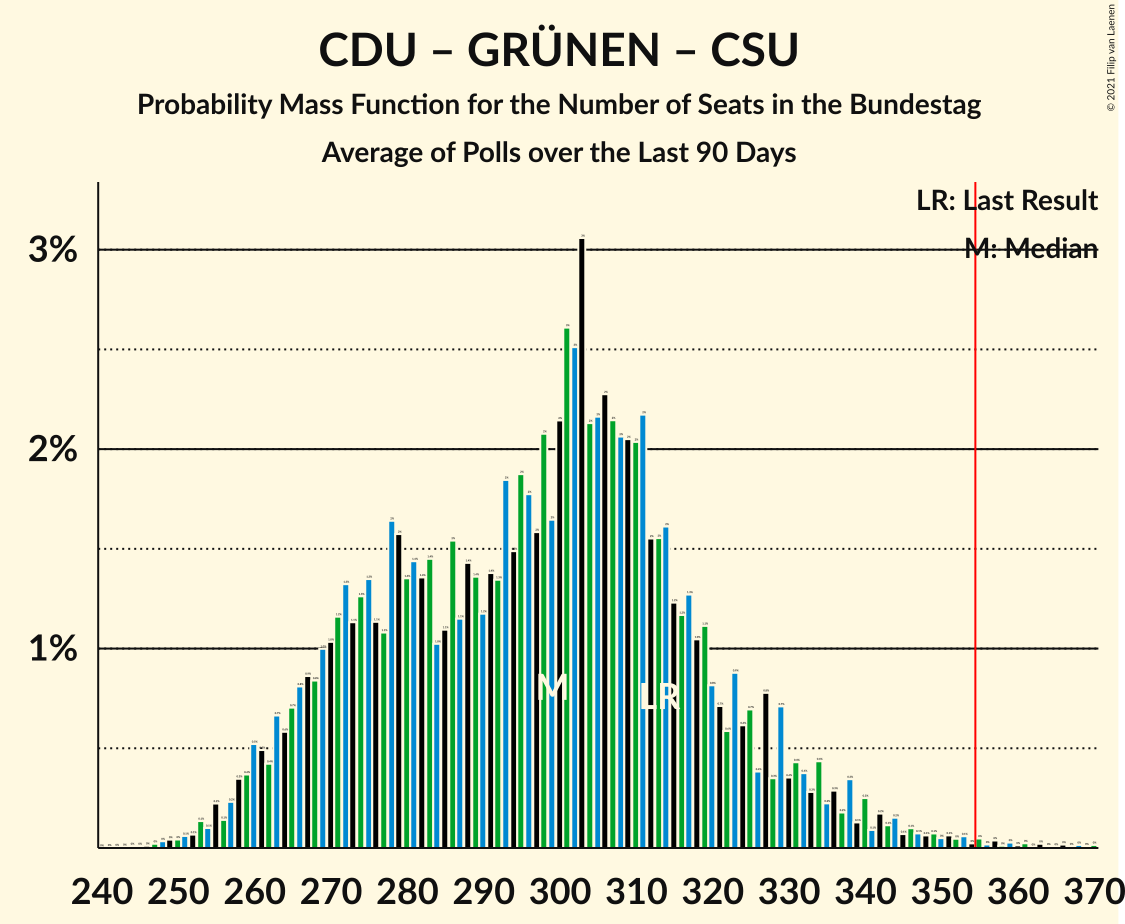 CDU – GRÜNEN – CSU
Probability Mass Function for the Number of Seats in the Bundestag
Average of Polls over the Last 90 Days
© 2021 Filip van Laenen
LR: Last Result
M: Median
3%
2%
1%
M
LR
240 250 260 270 280 290 300 310 320 330 340 350 360 370